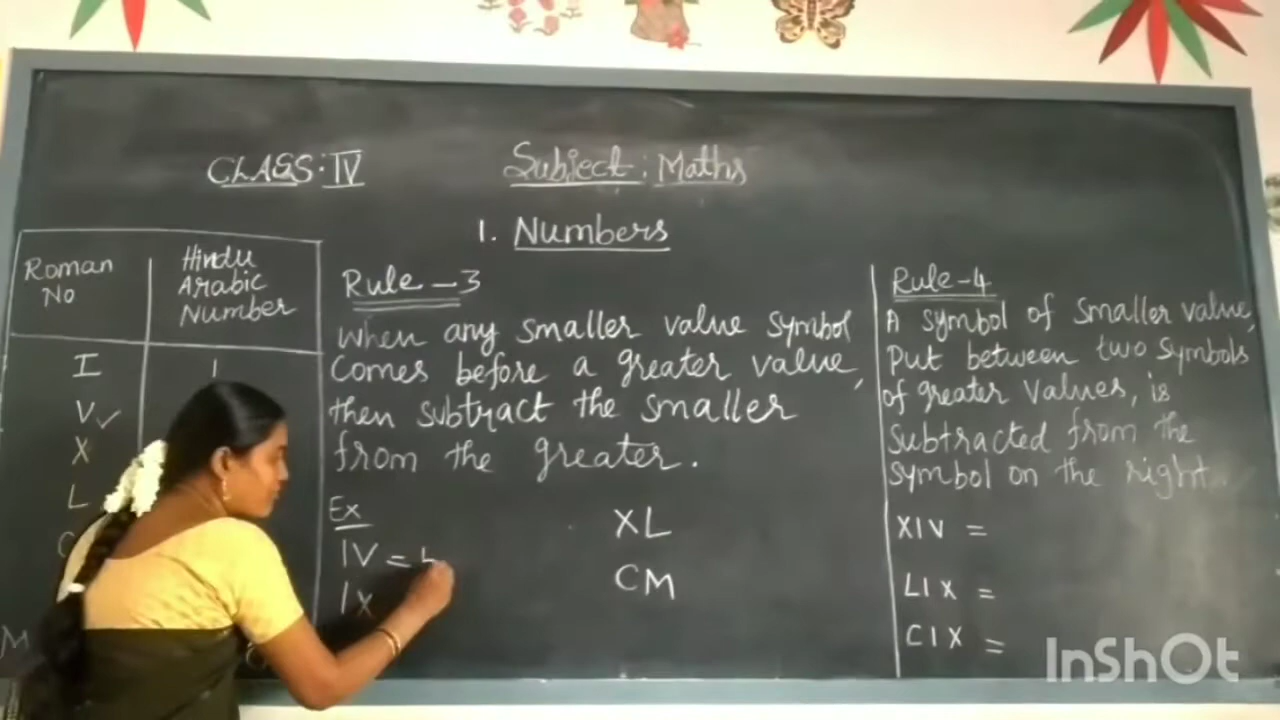 CLASS: IV
Subject: Maths
1. Numbers
Roman No
Hindu Arabic Number
I
1
V ✓
X
L
C
M
Rule - 3
When any smaller value symbol
Comes before a greater value,
then subtract the smaller
from the greater.
Ex
IV =
IX
XL
CM
Rule-4
A symbol of smaller value,
Put between two symbols
of greater values, is
Subtracted from the
symbol on the right.
XIV =
LIX =
CIX =
InShOt